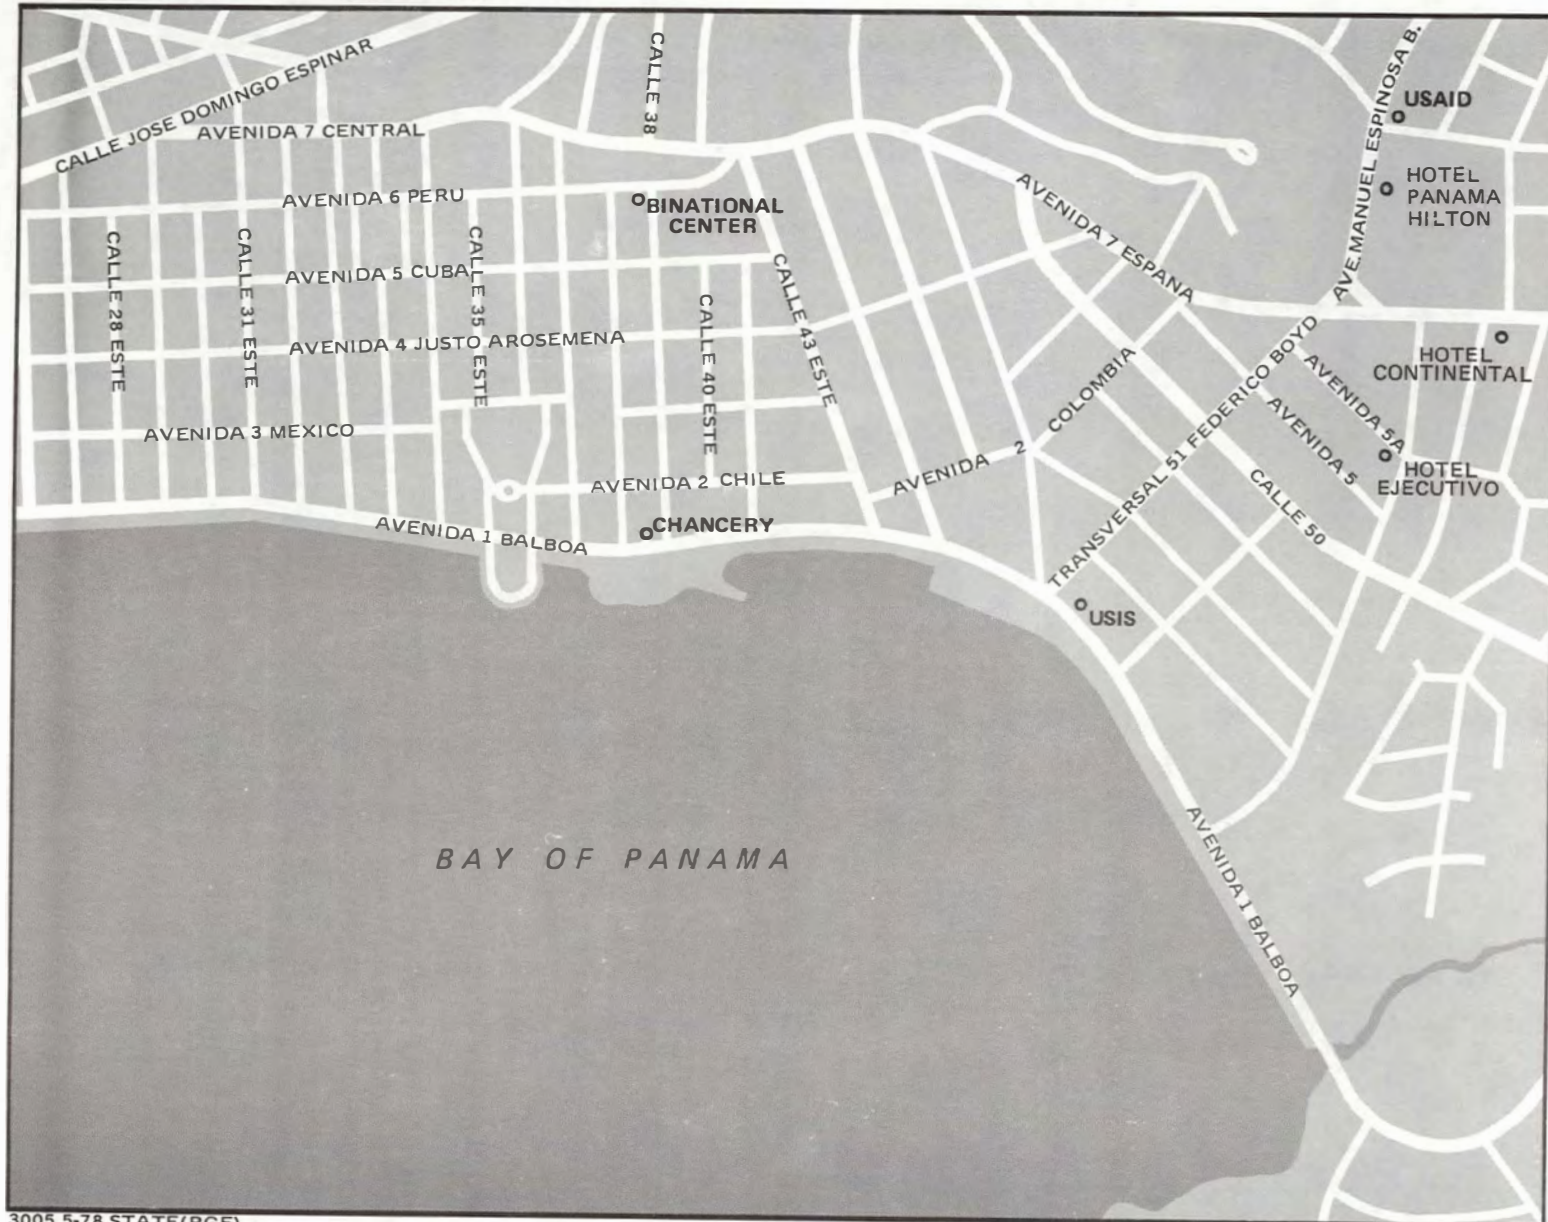 CALLE JOSE DOMINGO ESPINAR
AVENIDA 7 CENTRAL
CALLE 38
AVE. MANUEL ESPINOSA B.
USAID
HOTEL
PANAMA
HILTON
AVENIDA 6 PERU
BINATIONAL
CENTER
AVENIDA 7 ESPANA
CALLE 28 ESTE
CALLE 31 ESTE
CALLE 35 ESTE
AVENIDA 5 CUBA
CALLE 43 ESTE
CALLE 40 ESTE
AVENIDA 4 JUSTO AROSEMENA
HOTEL
CONTINENTAL
AVENIDA 3 MEXICO
AVENIDA 2 COLOMBIA
TRANSVERSAL 51 FEDERICO BOYD
AVENIDA 5A
AVENIDA 5
HOTEL
EJECUTIVO
CALLE 50
AVENIDA 2 CHILE
AVENIDA 1 BALBOA
CHANCERY
USIS
BAY OF PANAMA
AVENIDA 1 BALBOA
3005 5-78 STATE(RGE)